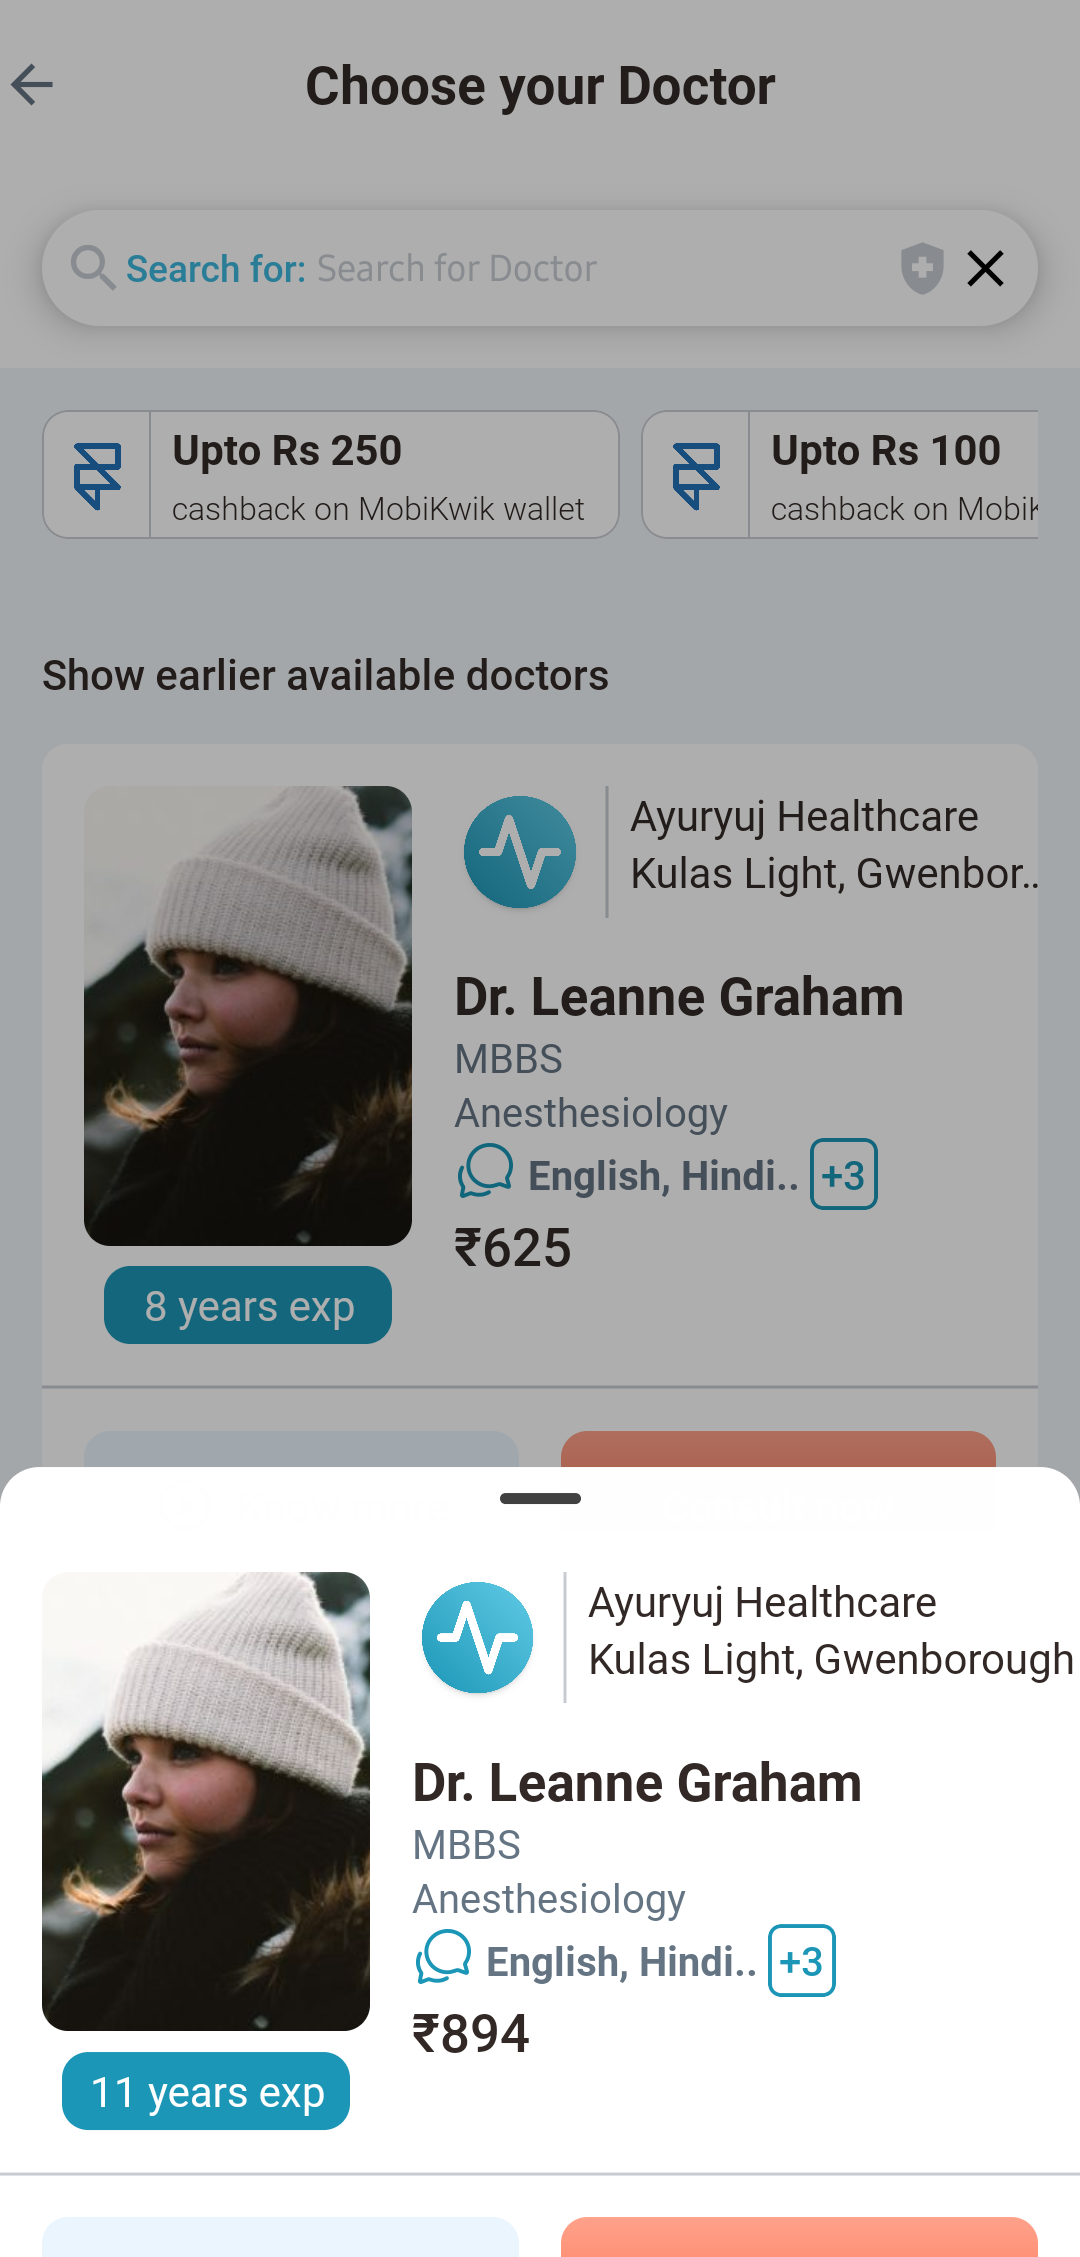 Choose your Doctor
Search for: Search for Doctor
Upto Rs 250
cashback on MobiKwik wallet
Upto Rs 100
cashback on MobiK
Show earlier available doctors
Ayuryuj Healthcare
Kulas Light, Gwenbor..
Dr. Leanne Graham
MBBS
Anesthesiology
English, Hindi.. +3
₹625
8 years exp
Ayuryuj Healthcare
Kulas Light, Gwenborough
Dr. Leanne Graham
MBBS
Anesthesiology
English, Hindi.. +3
₹894
11 years exp